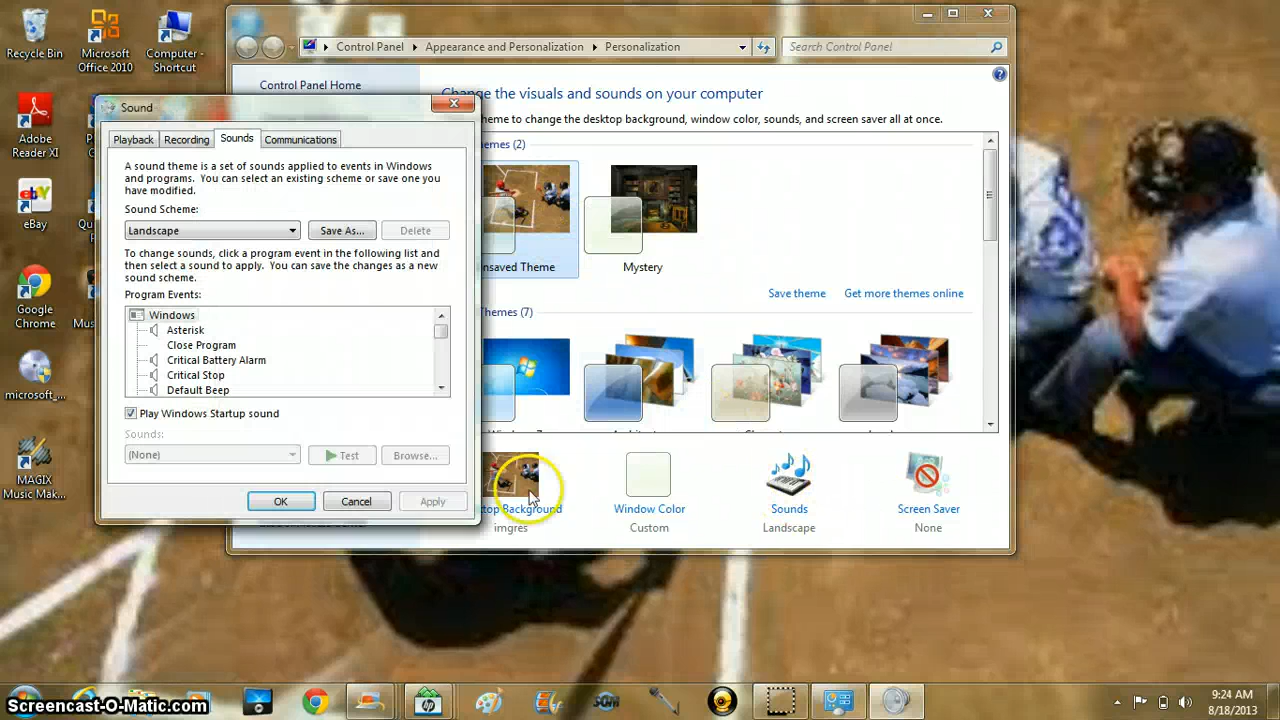 Recycle Bin
Microsoft
Office 2010
Computer -
Shortcut
Adobe
Reader XI
eBay
Google
Chrome
microsoft_...
MAGIX
Music Mak...
Control Panel
Appearance and Personalization
Personalization
Search Control Panel
Control Panel Home
Change the visuals and sounds on your computer
heme to change the desktop background, window color, sounds, and screen saver all at once.
emes (2)
nsaved Theme
Mystery
Save theme
Get more themes online
Themes (7)
top Background
imgres
Window Color
Custom
Sounds
Landscape
Screen Saver
None
Sound
Playback
Recording
Sounds
Communications
A sound theme is a set of sounds applied to events in Windows
and programs. You can select an existing scheme or save one you
have modified.
Sound Scheme:
Landscape
Save As...
Delete
To change sounds, click a program event in the following list and
then select a sound to apply. You can save the changes as a new
sound scheme.
Program Events:
Windows
Asterisk
Close Program
Critical Battery Alarm
Critical Stop
Default Beep
Play Windows Startup sound
Sounds:
(None)
Test
Browse...
OK
Cancel
Apply
Screencast-O-Matic.com
SOM
9:24 AM
8/18/2013